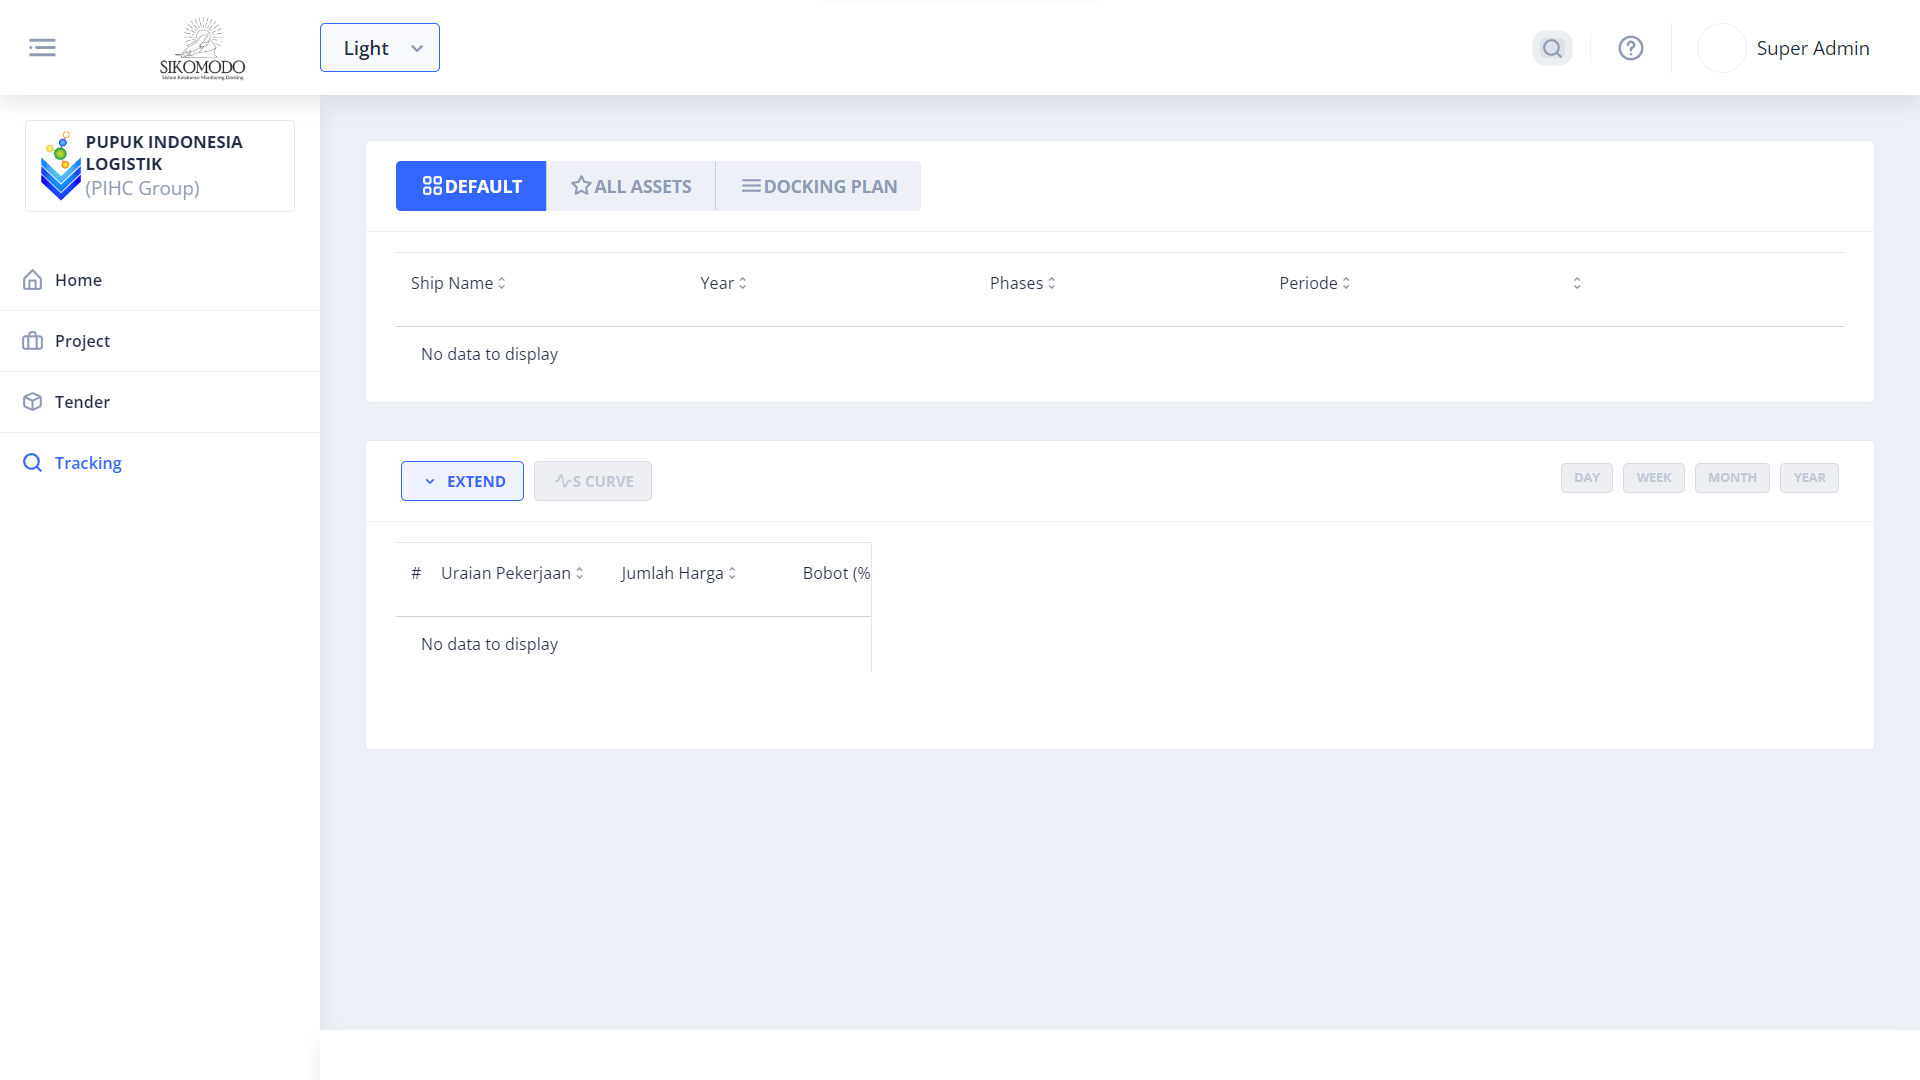 SIKOMODO
Sistem Kolaborasi Monitoring Docking
Light
Super Admin
PUPUK INDONESIA
LOGISTIK
(PIHC Group)
Home
Project
Tender
Tracking
DEFAULT
ALL ASSETS
DOCKING PLAN
Ship Name
Year
Phases
Periode
No data to display
EXTEND
S CURVE
DAY
WEEK
MONTH
YEAR
#
Uraian Pekerjaan
Jumlah Harga
Bobot (%
No data to display